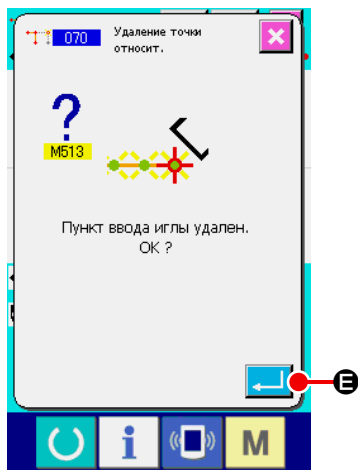 070 Удаление точки
относит.
?
M513
Пункт ввода иглы удален.
OK ?
E
i
M